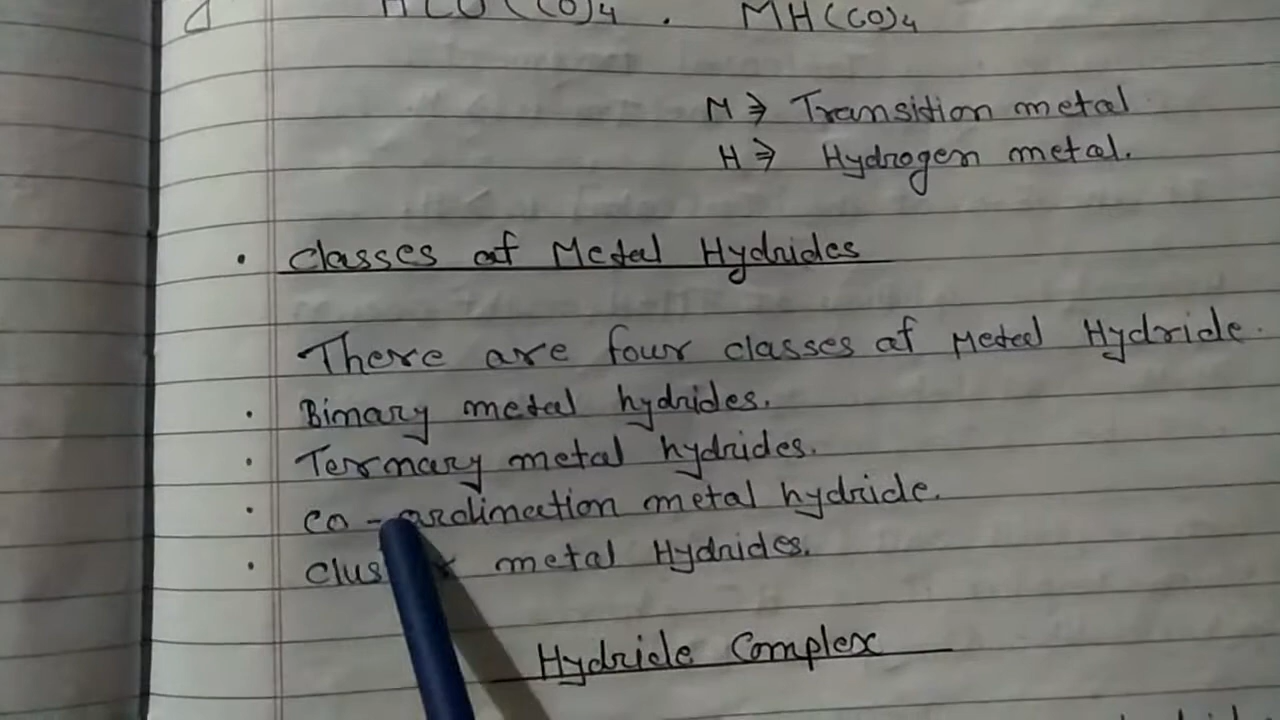 MH(CO)4
M ⇒ Transition metal
H ⇒ Hydrogen metal.
• Classes of Metal Hydrides
There are four classes of Metal Hydride.
• Binary metal hydrides.
• Ternary metal hydrides.
• Co-ordination metal hydride.
• metal Hydrides.
Hydride Complex